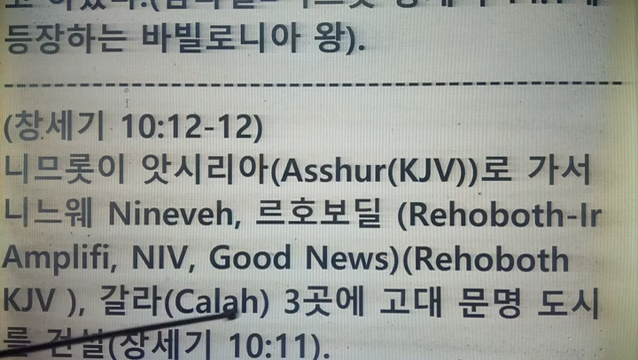 등장하는 바빌로니아 왕).
(창세기 10:12-12)
니므롯이 앗시리아(Asshur(KJV))로 가서
니느웨 Nineveh, 르호보딜 (Rehoboth-Ir
Amplifi, NIV, Good News)(Rehoboth
KJV ), 갈라(Calah) 3곳에 고대 문명 도시
를 건설(창세기 10:11).